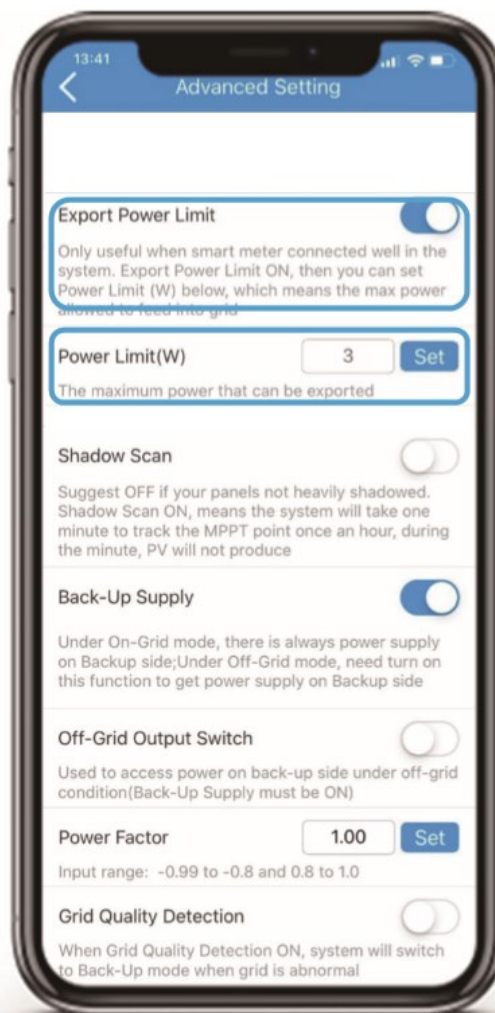 13:41
Advanced Setting
Export Power Limit
Only useful when smart meter connected well in the
system. Export Power Limit ON, then you can set
Power Limit (W) below, which means the max power
allowed to feed into grid
Power Limit(W) 3 Set
The maximum power that can be exported
Shadow Scan
Suggest OFF if your panels not heavily shadowed.
Shadow Scan ON, means the system will take one
minute to track the MPPT point once an hour, during
the minute, PV will not produce
Back-Up Supply
Under On-Grid mode, there is always power supply
on Backup side;Under Off-Grid mode, need turn on
this function to get power supply on Backup side
Off-Grid Output Switch
Used to access power on back-up side under off-grid
condition(Back-Up Supply must be ON)
Power Factor 1.00 Set
Input range: -0.99 to -0.8 and 0.8 to 1.0
Grid Quality Detection
When Grid Quality Detection ON, system will switch
to Back-Up mode when grid is abnormal